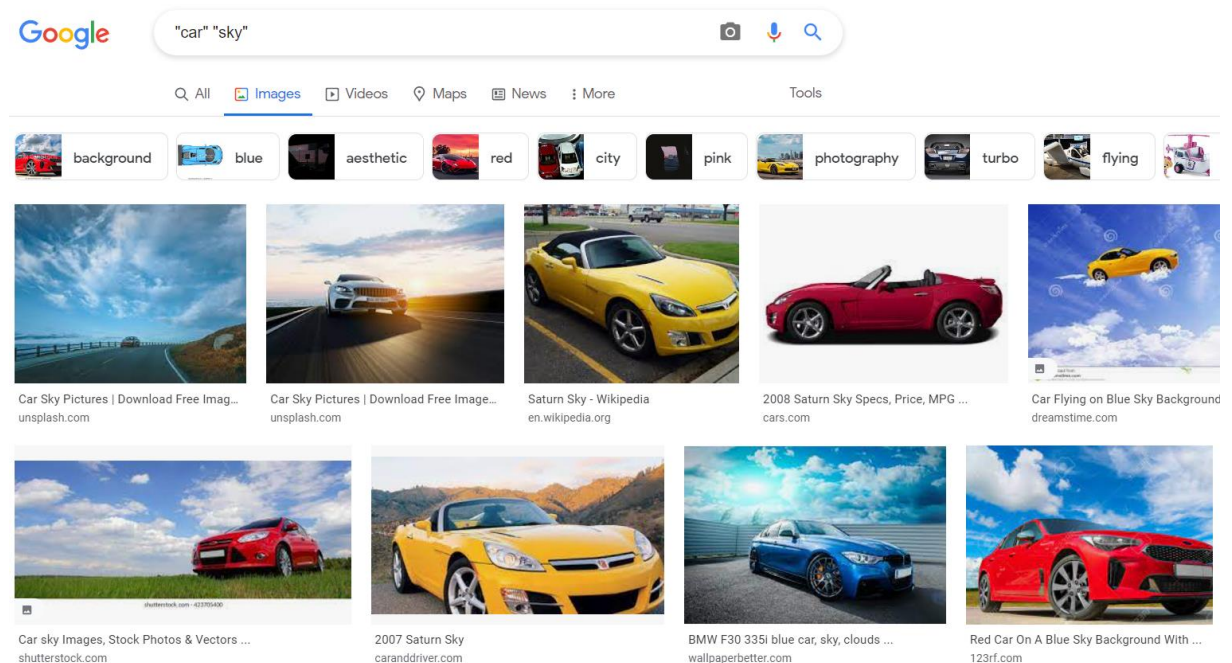 Google
"car" "sky"
All Images Videos Maps News More Tools
background blue aesthetic red city pink photography turbo flying
Car Sky Pictures | Download Free Imag...
unsplash.com
Car Sky Pictures | Download Free Image...
unsplash.com
Saturn Sky - Wikipedia
en.wikipedia.org
2008 Saturn Sky Specs, Price, MPG ...
cars.com
Car Flying on Blue Sky Background
dreamstime.com
shutterstock.com · 423705400
Car sky Images, Stock Photos & Vectors ...
shutterstock.com
2007 Saturn Sky
caranddriver.com
BMW F30 335i blue car, sky, clouds ...
wallpaperbetter.com
Red Car On A Blue Sky Background With ...
123rf.com